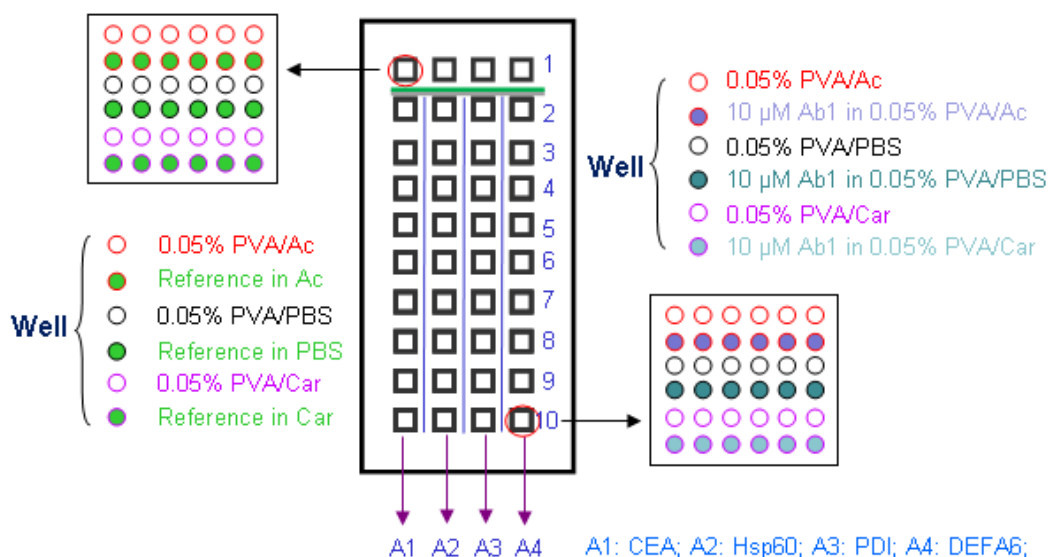 1
2
3
4
5
6
7
8
9
10
Well
0.05% PVA/Ac
10 µM Ab1 in 0.05% PVA/Ac
0.05% PVA/PBS
10 µM Ab1 in 0.05% PVA/PBS
0.05% PVA/Car
10 µM Ab1 in 0.05% PVA/Car
Well
0.05% PVA/Ac
Reference in Ac
0.05% PVA/PBS
Reference in PBS
0.05% PVA/Car
Reference in Car
A1 A2 A3 A4
A1: CEA; A2: Hsp60; A3: PDI; A4: DEFA6;